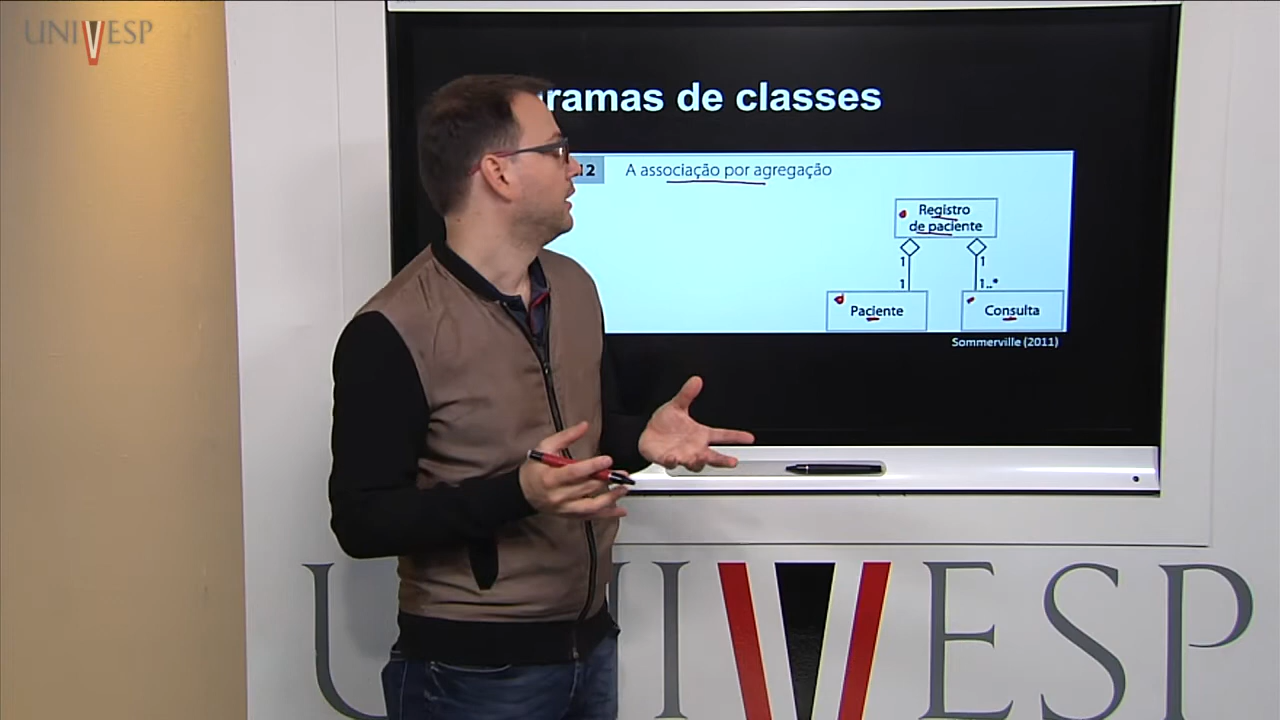 UNIVESP
gramas de classes
12 A associação por agregação
Registro
de paciente
1 1
1 1..*
Paciente Consulta
Sommerville (2011)
UNIVESP